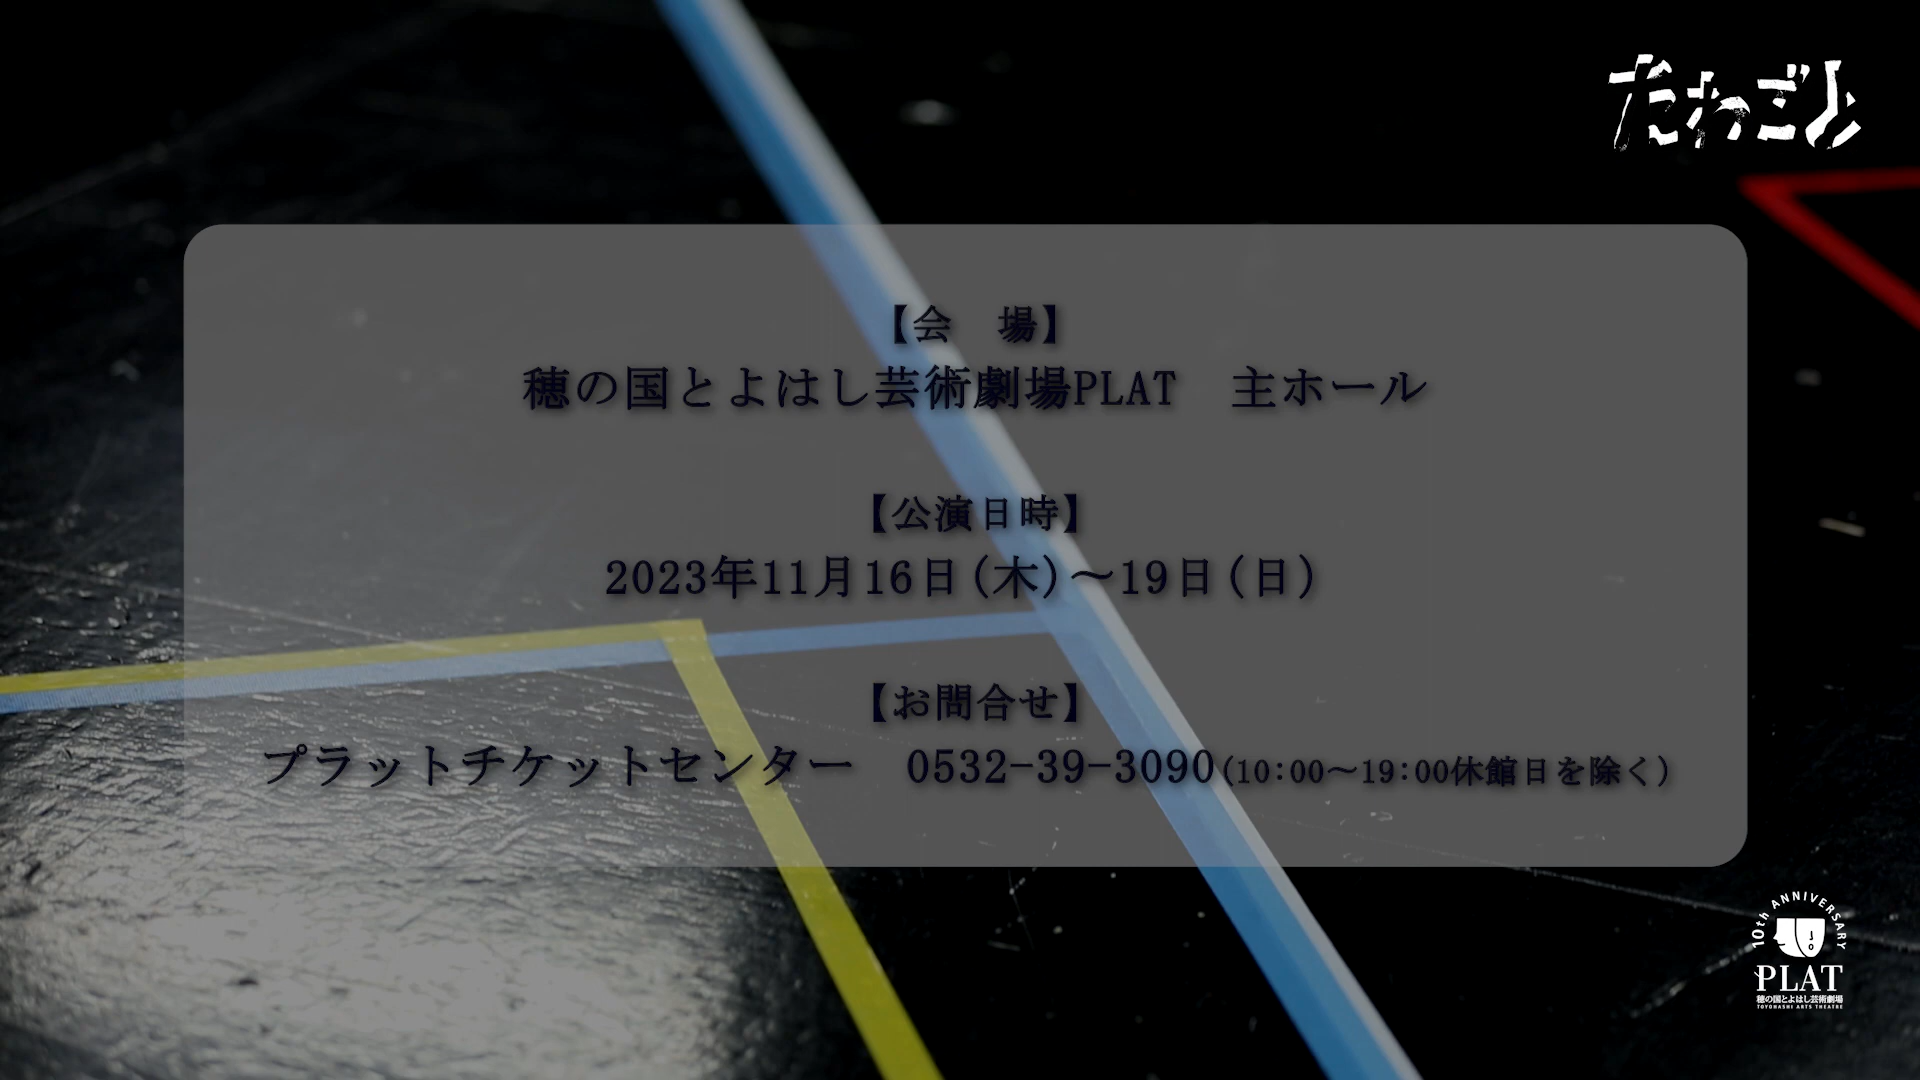 たわごと
【会　場】
穂の国とよはし芸術劇場PLAT　主ホール
【公演日時】
2023年11月16日(木)～19日(日)
【お問合せ】
プラットチケットセンター　0532-39-3090(10:00～19:00休館日を除く)
10th ANNIVERSARY
PLAT
穂の国とよはし芸術劇場
TOYOHASHI ARTS THEATRE